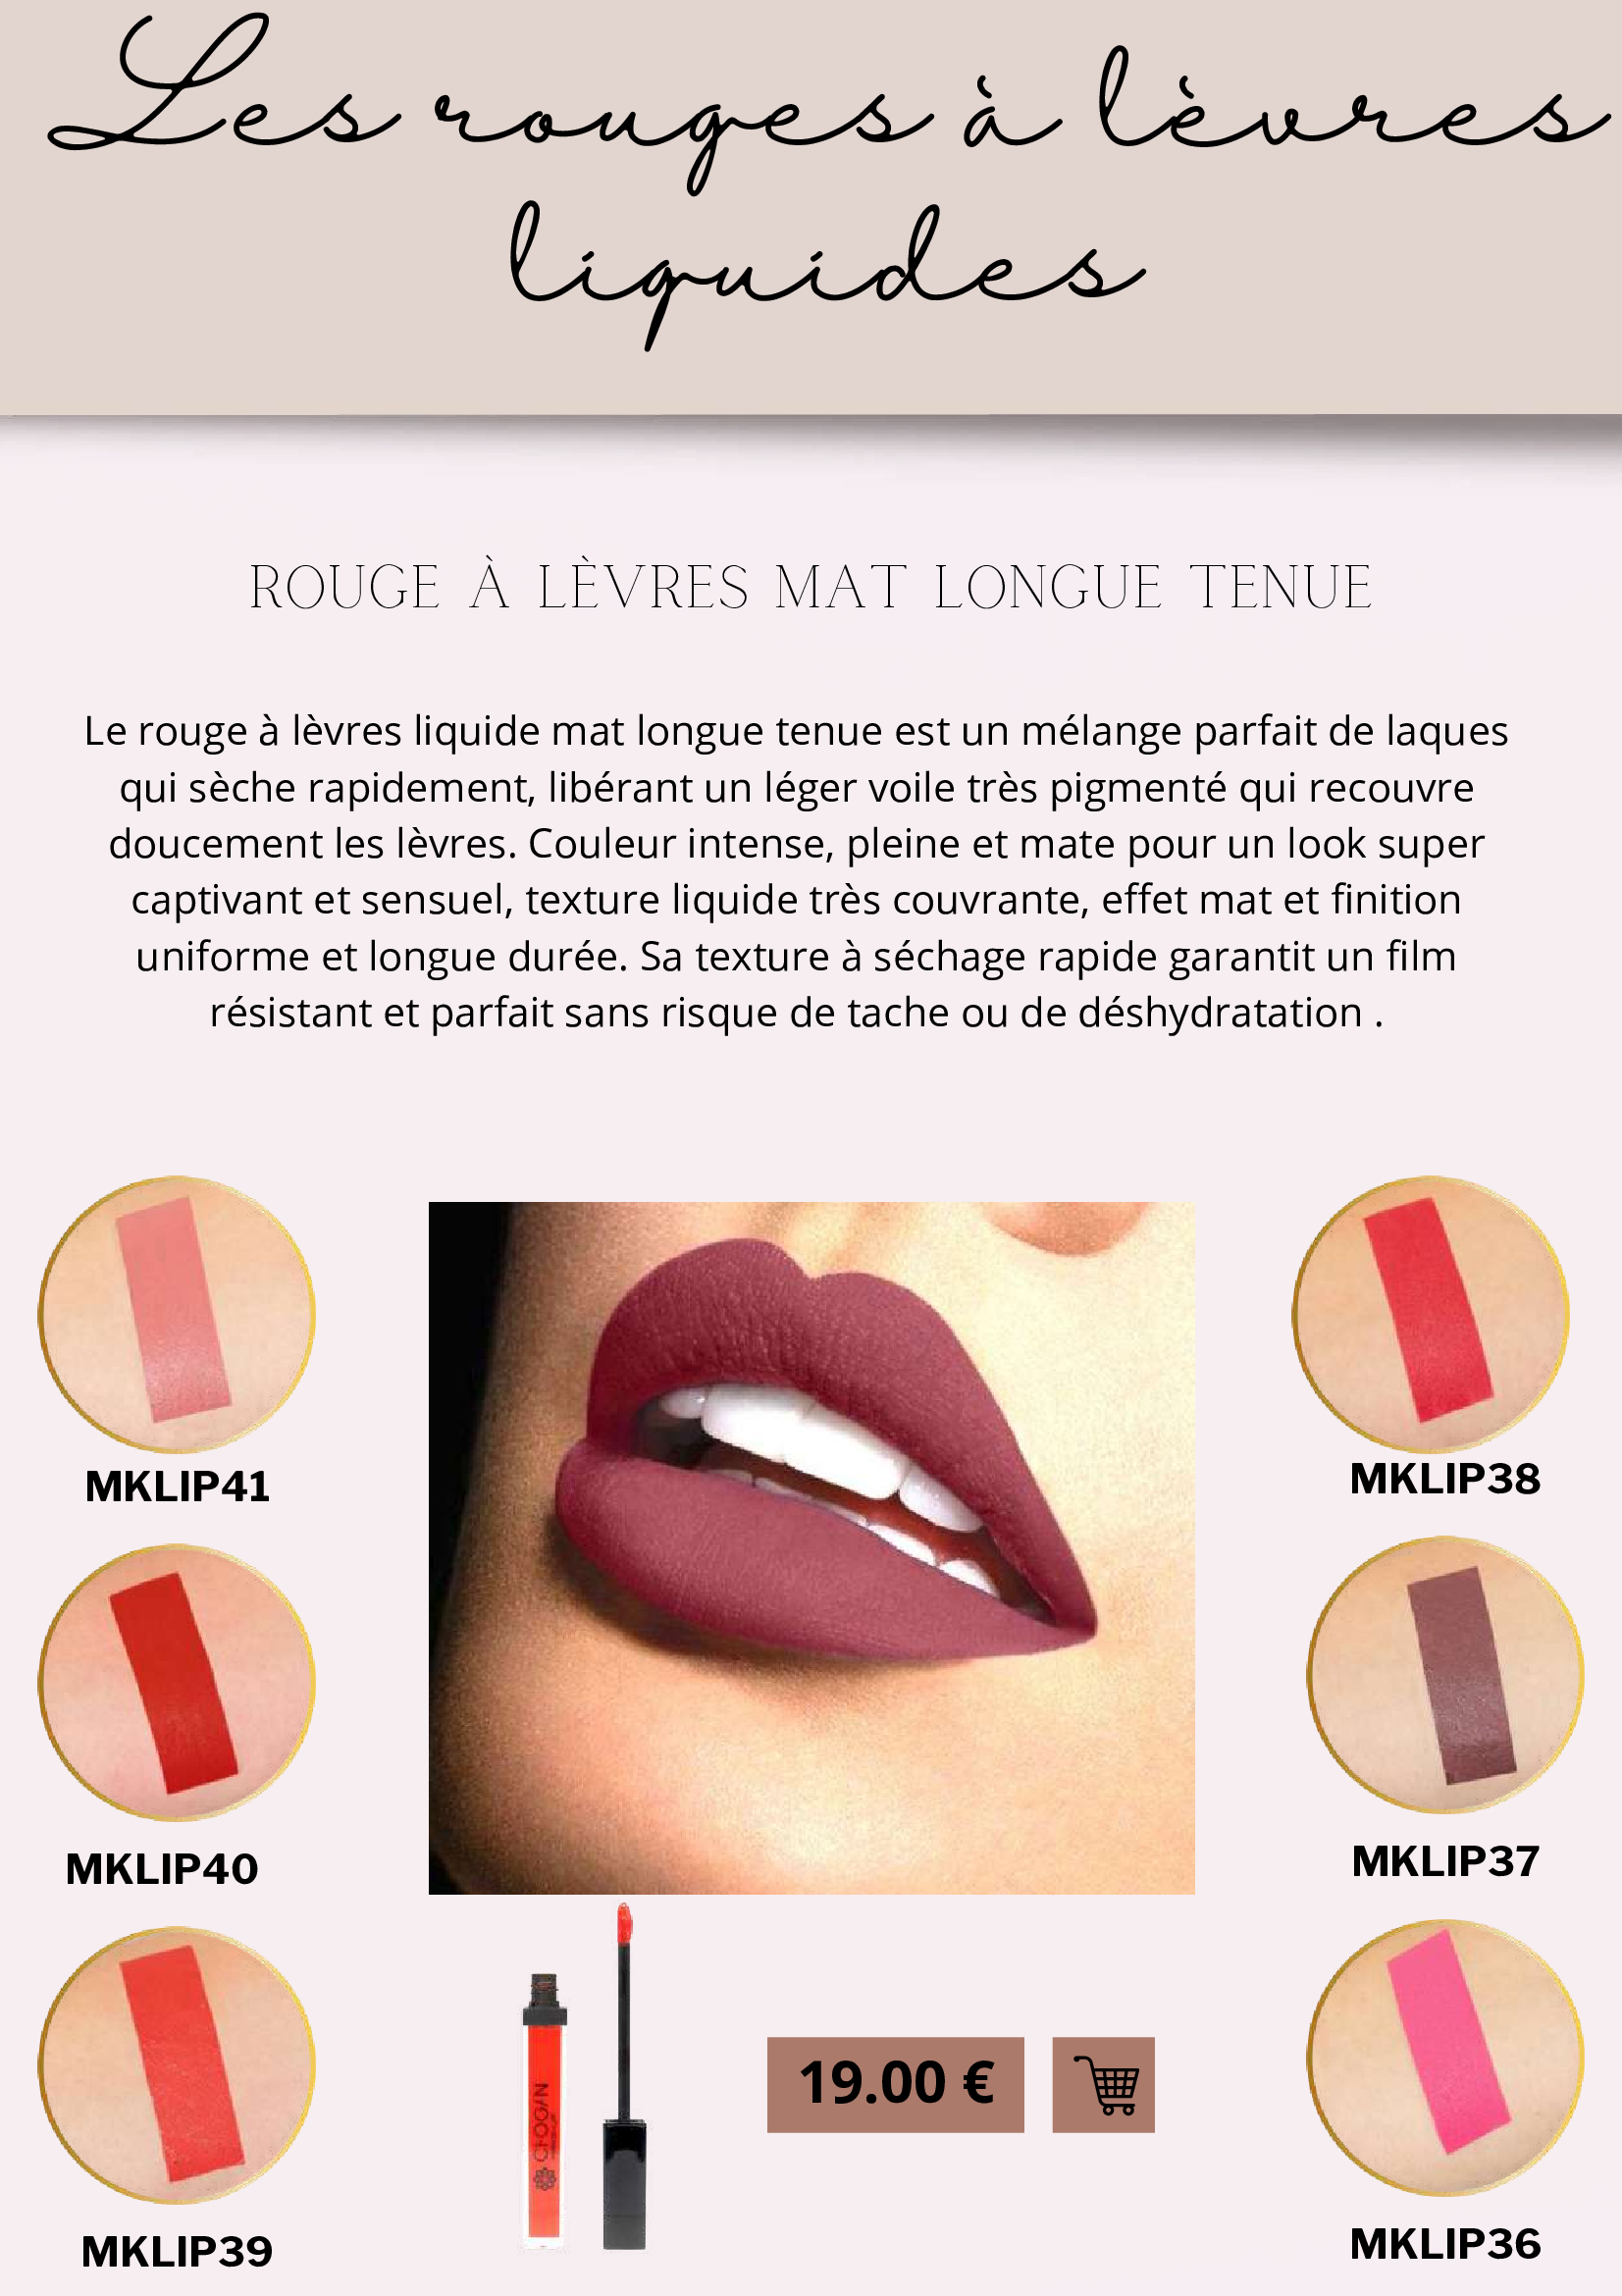 Les rouges à lèvres
liquides
ROUGE À LÈVRES MAT LONGUE TENUE
Le rouge à lèvres liquide mat longue tenue est un mélange parfait de laques
qui sèche rapidement, libérant un léger voile très pigmenté qui recouvre
doucement les lèvres. Couleur intense, pleine et mate pour un look super
captivant et sensuel, texture liquide très couvrante, effet mat et finition
uniforme et longue durée. Sa texture à séchage rapide garantit un film
résistant et parfait sans risque de tache ou de déshydratation .
MKLIP41
MKLIP38
MKLIP40
MKLIP37
CHOGAN
19.00 €
MKLIP39
MKLIP36